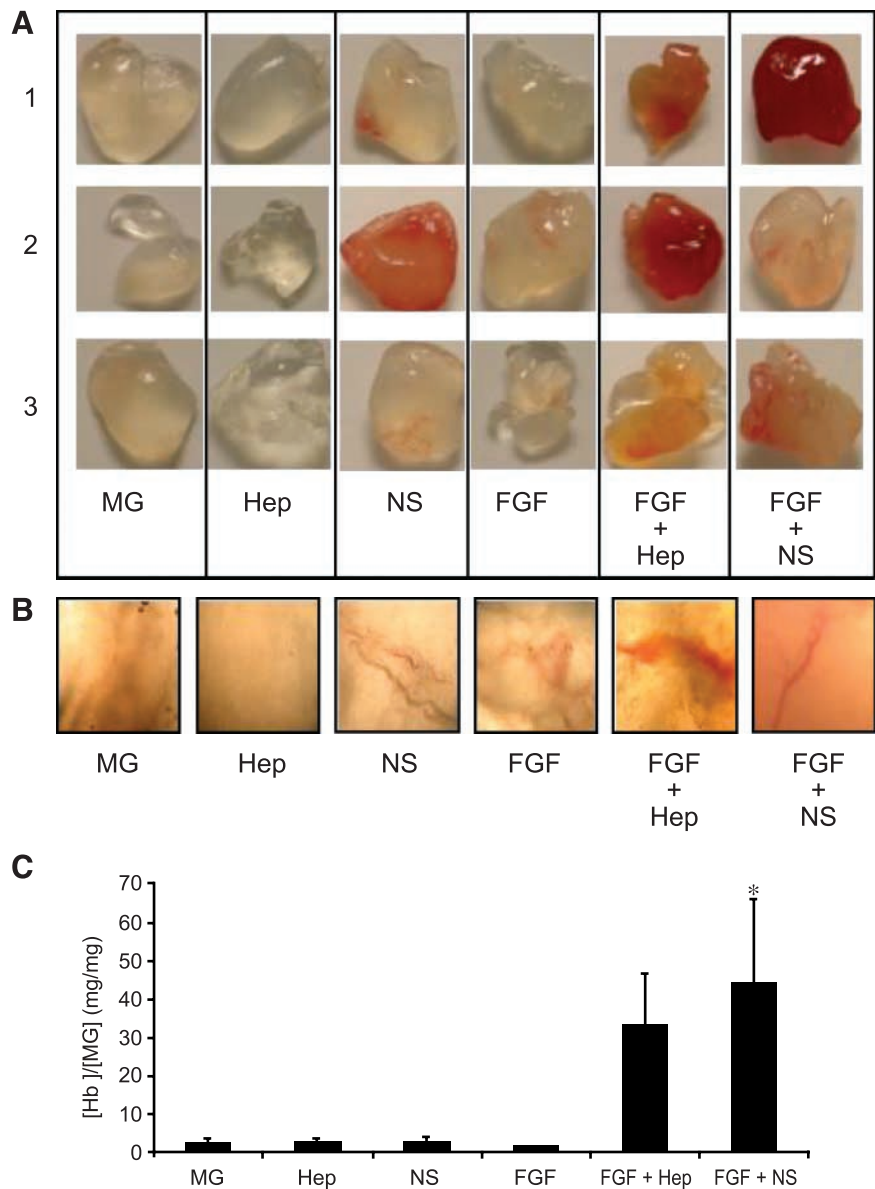 A
1
2
3
MG Hep NS FGF FGF + Hep FGF + NS
B
MG Hep NS FGF FGF + Hep FGF + NS
C
[Hb ]/[MG] (mg/mg)
70
60
50
40
30
20
10
0
*
MG Hep NS FGF FGF + Hep FGF + NS